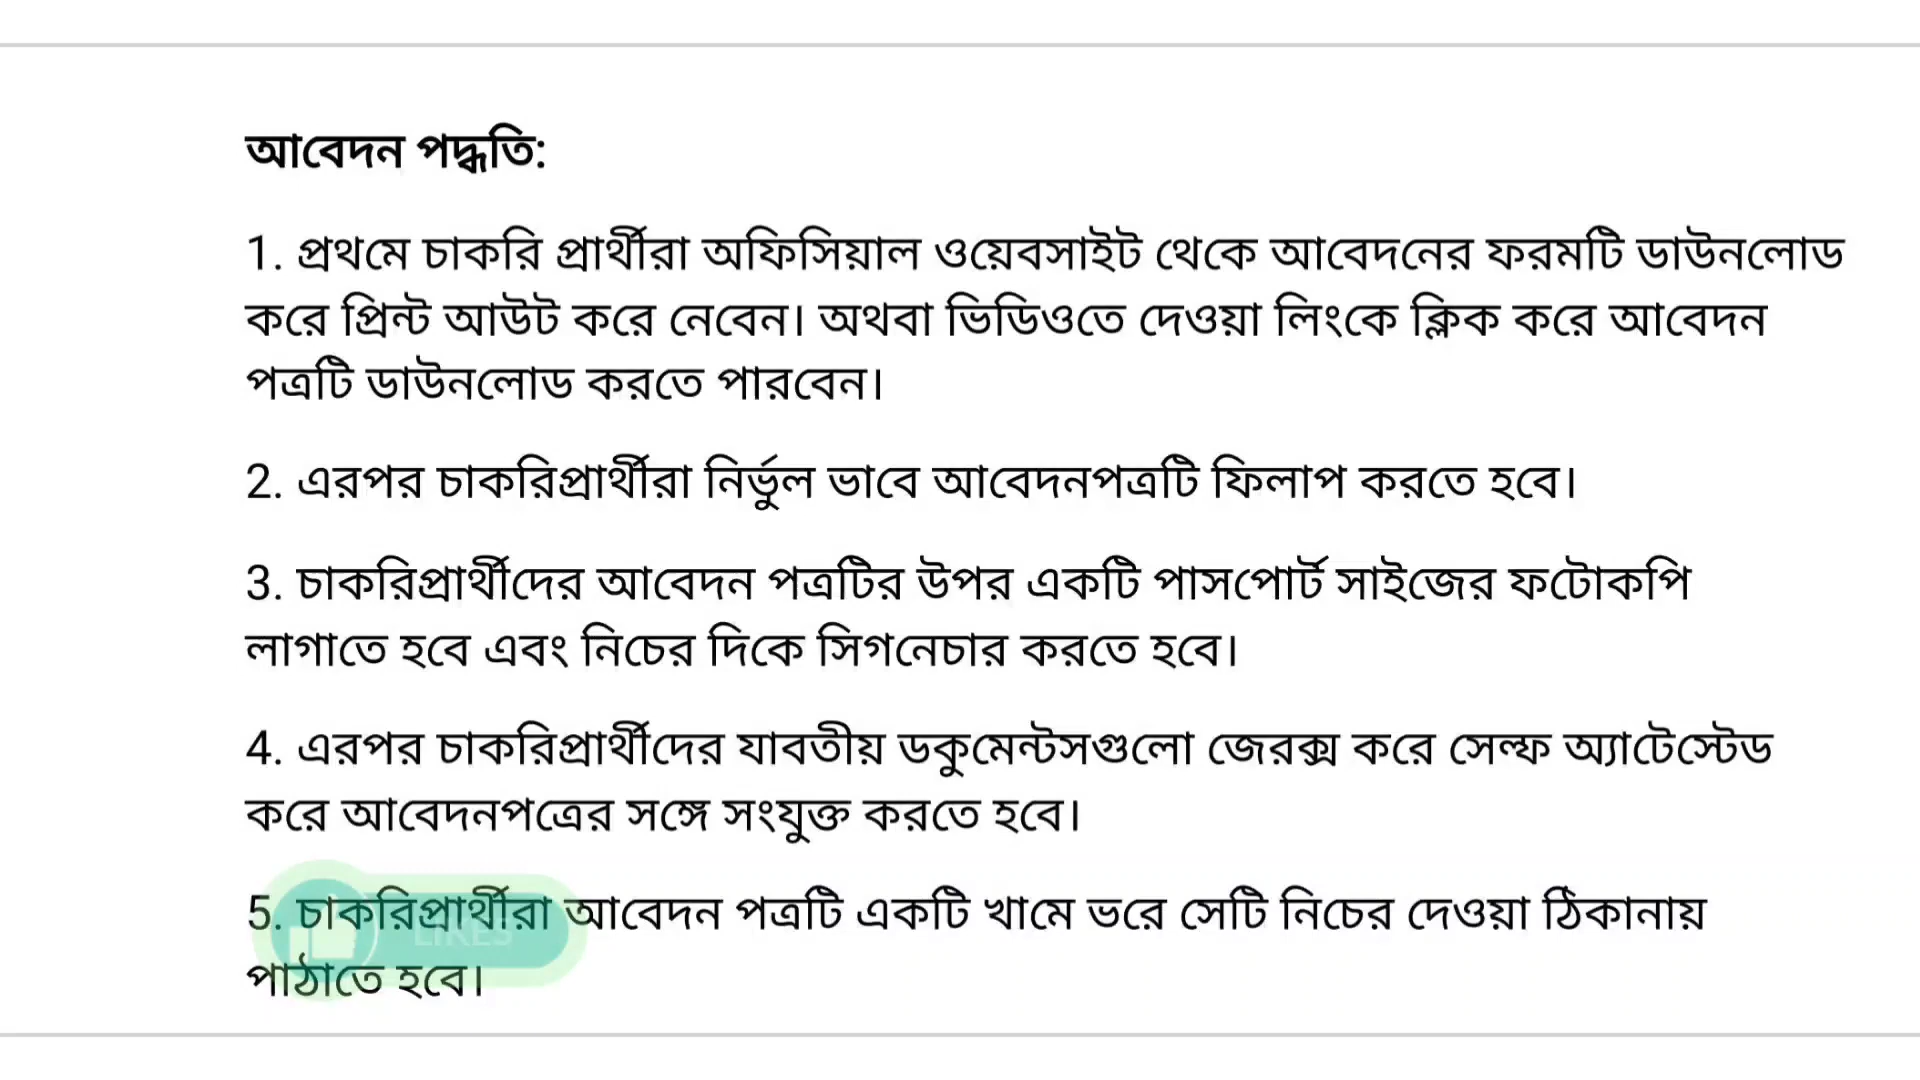 আবেদন পদ্ধতি:
1. প্রথমে চাকরি প্রার্থীরা অফিসিয়াল ওয়েবসাইট থেকে আবেদনের ফরমটি ডাউনলোড
করে প্রিন্ট আউট করে নেবেন। অথবা ভিডিওতে দেওয়া লিংকে ক্লিক করে আবেদন
পত্রটি ডাউনলোড করতে পারবেন।
2. এরপর চাকরিপ্রার্থীরা নির্ভুল ভাবে আবেদনপত্রটি ফিলাপ করতে হবে।
3. চাকরিপ্রার্থীদের আবেদন পত্রটির উপর একটি পাসপোর্ট সাইজের ফটোকপি
লাগাতে হবে এবং নিচের দিকে সিগনেচার করতে হবে।
4. এরপর চাকরিপ্রার্থীদের যাবতীয় ডকুমেন্টসগুলো জেরক্স করে সেল্ফ অ্যাটেস্টেড
করে আবেদনপত্রের সঙ্গে সংযুক্ত করতে হবে।
5. চাকরিপ্রার্থীরা আবেদন পত্রটি একটি খামে ভরে সেটি নিচের দেওয়া ঠিকানায়
LIKES
পাঠাতে হবে।